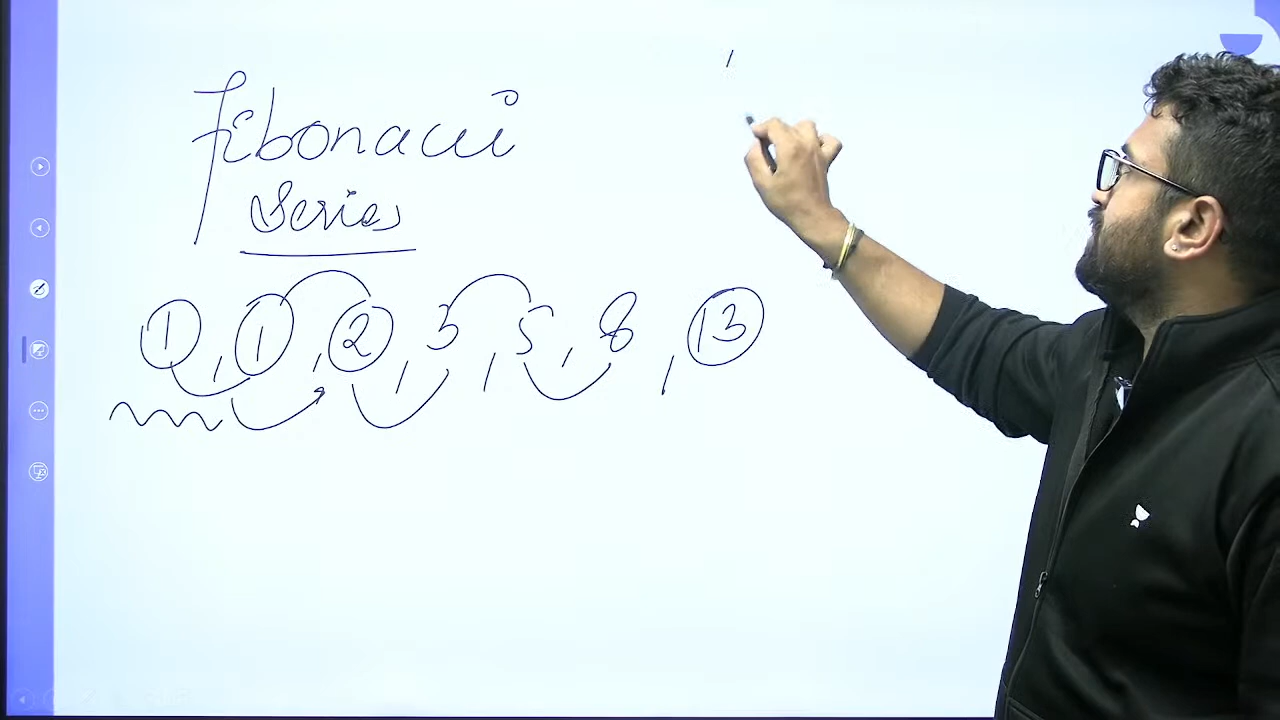 Fibonacci
Series
1, 1, 2, 3, 5, 8, 13